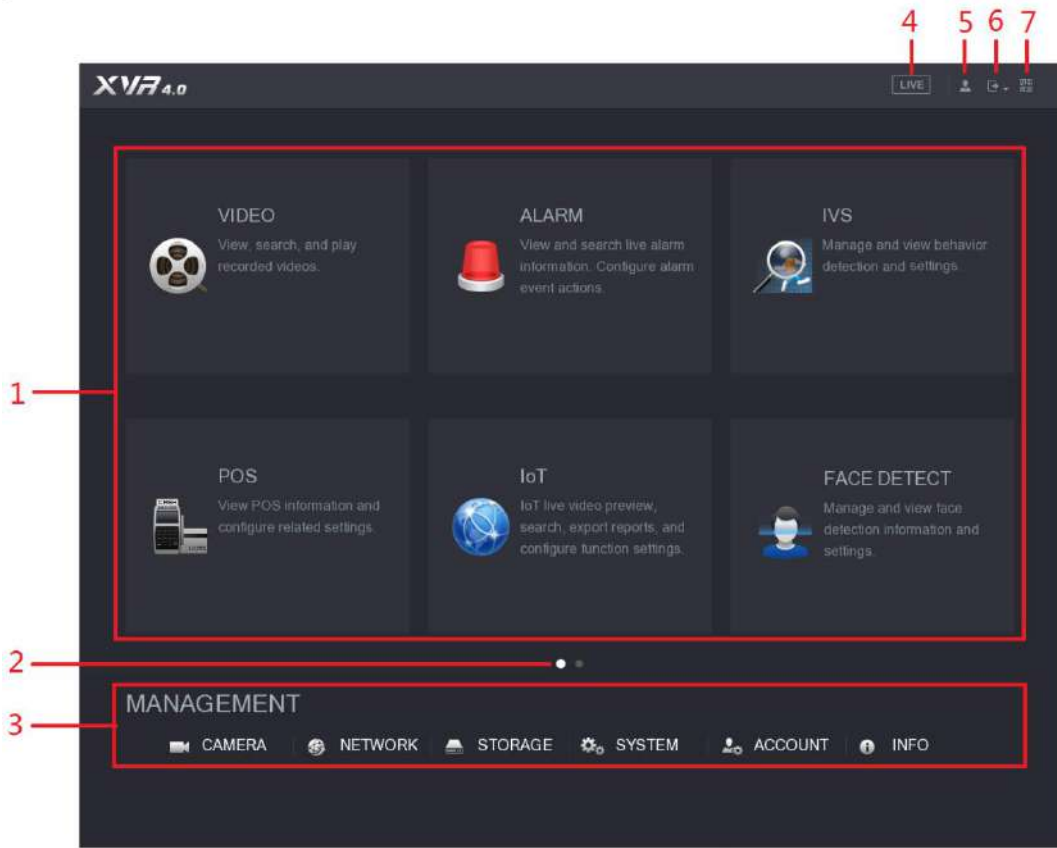 4 5 6 7
XVR 4.0
LIVE
VIDEO
View, search, and play
recorded videos.
ALARM
View and search live alarm
information. Configure alarm
event actions.
IVS
Manage and view behavior
detection and settings.
1
POS
View POS information and
configure related settings.
IoT
IoT live video preview,
search, export reports, and
configure function settings.
FACE DETECT
Manage and view face
detection information and
settings.
2
3
MANAGEMENT
CAMERA NETWORK STORAGE SYSTEM ACCOUNT INFO